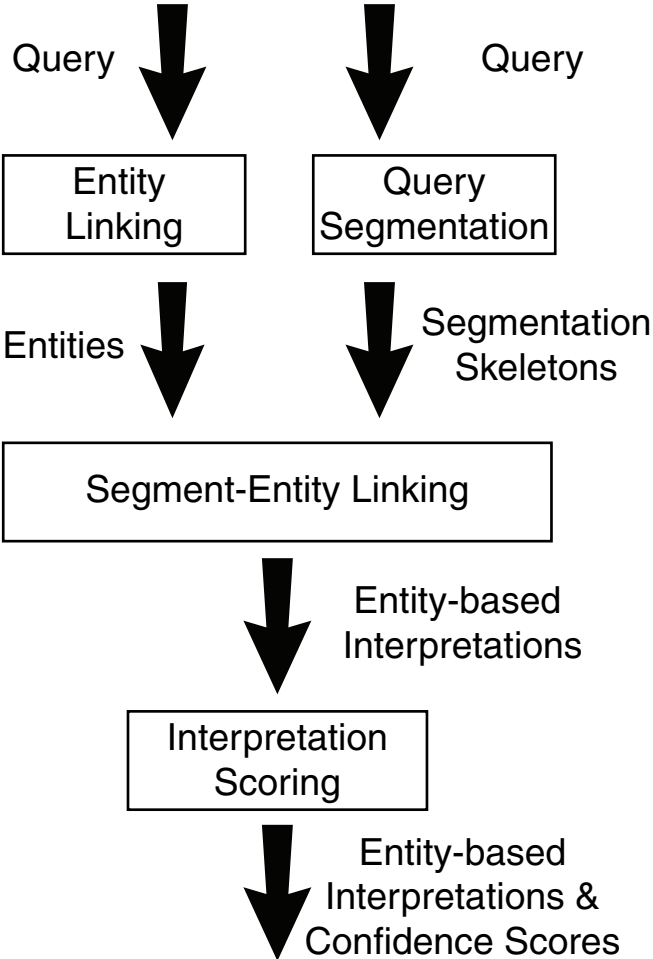 Query
Query
Entity
Linking
Query
Segmentation
Entities
Segmentation
Skeletons
Segment-Entity Linking
Entity-based
Interpretations
Interpretation
Scoring
Entity-based
Interpretations &
Confidence Scores